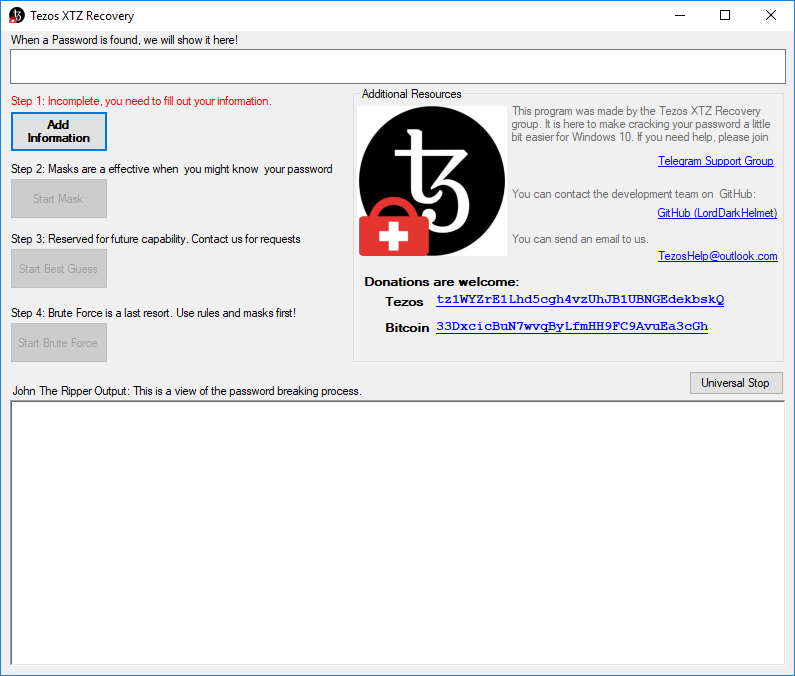 Tezos XTZ Recovery
When a Password is found, we will show it here!
Step 1: Incomplete, you need to fill out your information.
Add
Information
Step 2: Masks are a effective when you might know your password
Start Mask
Step 3: Reserved for future capability. Contact us for requests
Start Best Guess
Step 4: Brute Force is a last resort. Use rules and masks first!
Start Brute Force
Additional Resources
This program was made by the Tezos XTZ Recovery
group. It is here to make cracking your password a little
bit easier for Windows 10. If you need help, please join
Telegram Support Group
You can contact the development team on GitHub:
GitHub (LordDarkHelmet)
You can send an email to us.
TezosHelp@outlook.com
Donations are welcome:
Tezos tz1WYZrE1Lhd5cgh4vzUhJB1UBNGEdekbskQ
Bitcoin 33DxcicBuN7wvqByLfmHH9FC9AvuEa3cGh
Universal Stop
John The Ripper Output: This is a view of the password breaking process.